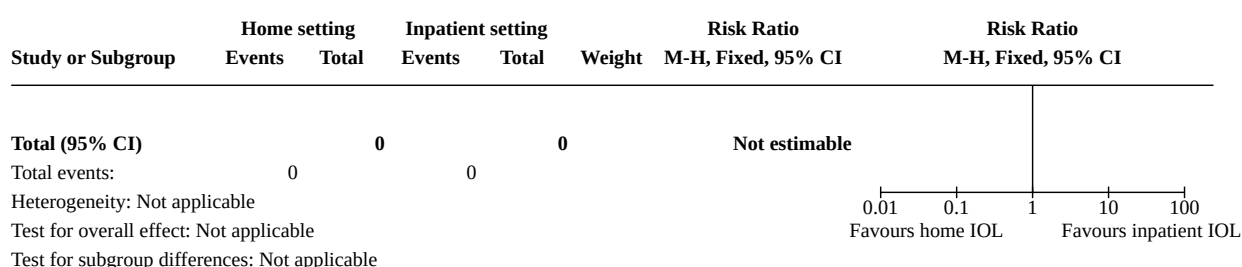 Home setting Inpatient setting Risk Ratio Risk Ratio
Study or Subgroup Events Total Events Total Weight M-H, Fixed, 95% CI M-H, Fixed, 95% CI
Total (95% CI) 0 0 Not estimable
Total events: 0 0
Heterogeneity: Not applicable
0.01 0.1 1 10 100
Test for overall effect: Not applicable Favours home IOL Favours inpatient IOL
Test for subgroup differences: Not applicable